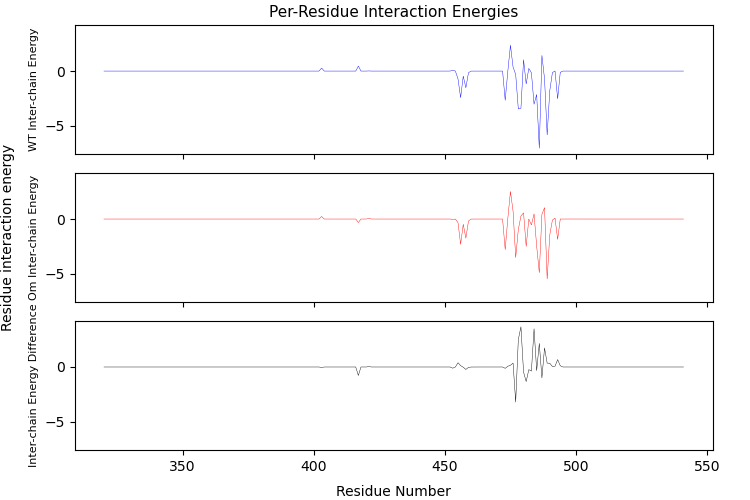 Per-Residue Interaction Energies
Residue interaction energy
WT Inter-chain Energy
0
−5
Om Inter-chain Energy
0
−5
Inter-chain Energy Difference
0
−5
350
400
450
500
550
Residue Number